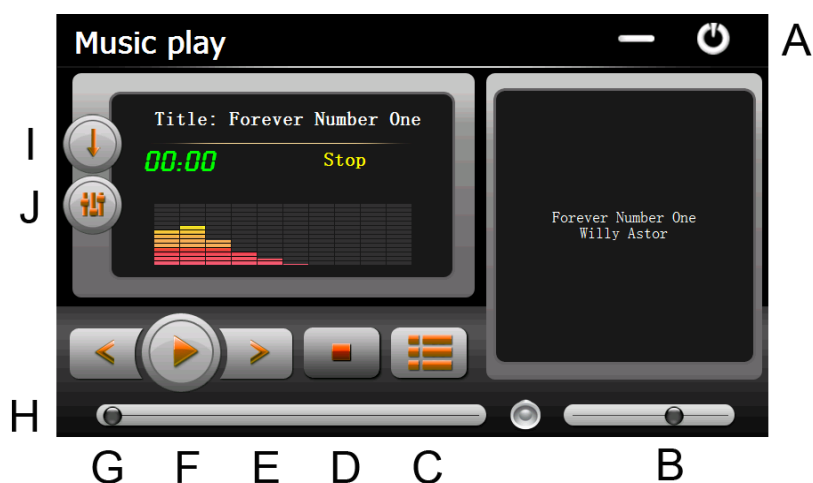 Music play
A
Title: Forever Number One
00:00
Stop
I
J
Forever Number One
Willy Astor
H
G F E D C B